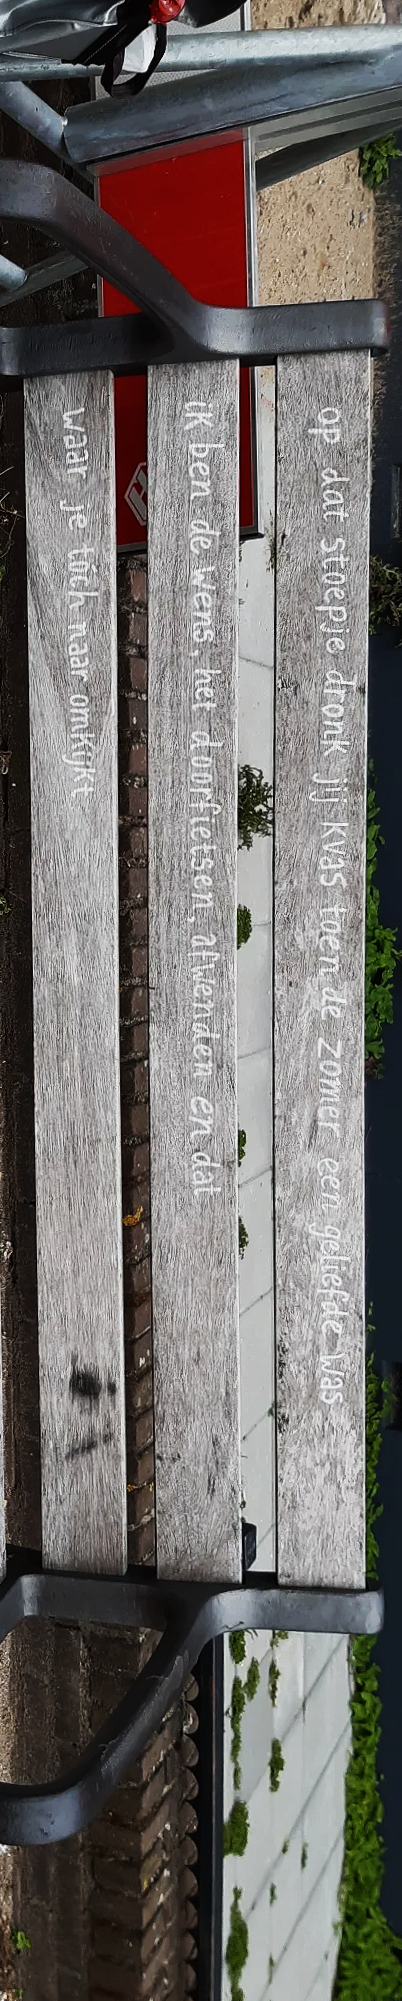 op dat stoepje dronk jij kvas toen de zomer een geliefde was
ik ben de wens, het doorfietsen, afwenden en dat
waar je tóch naar omkijkt
H